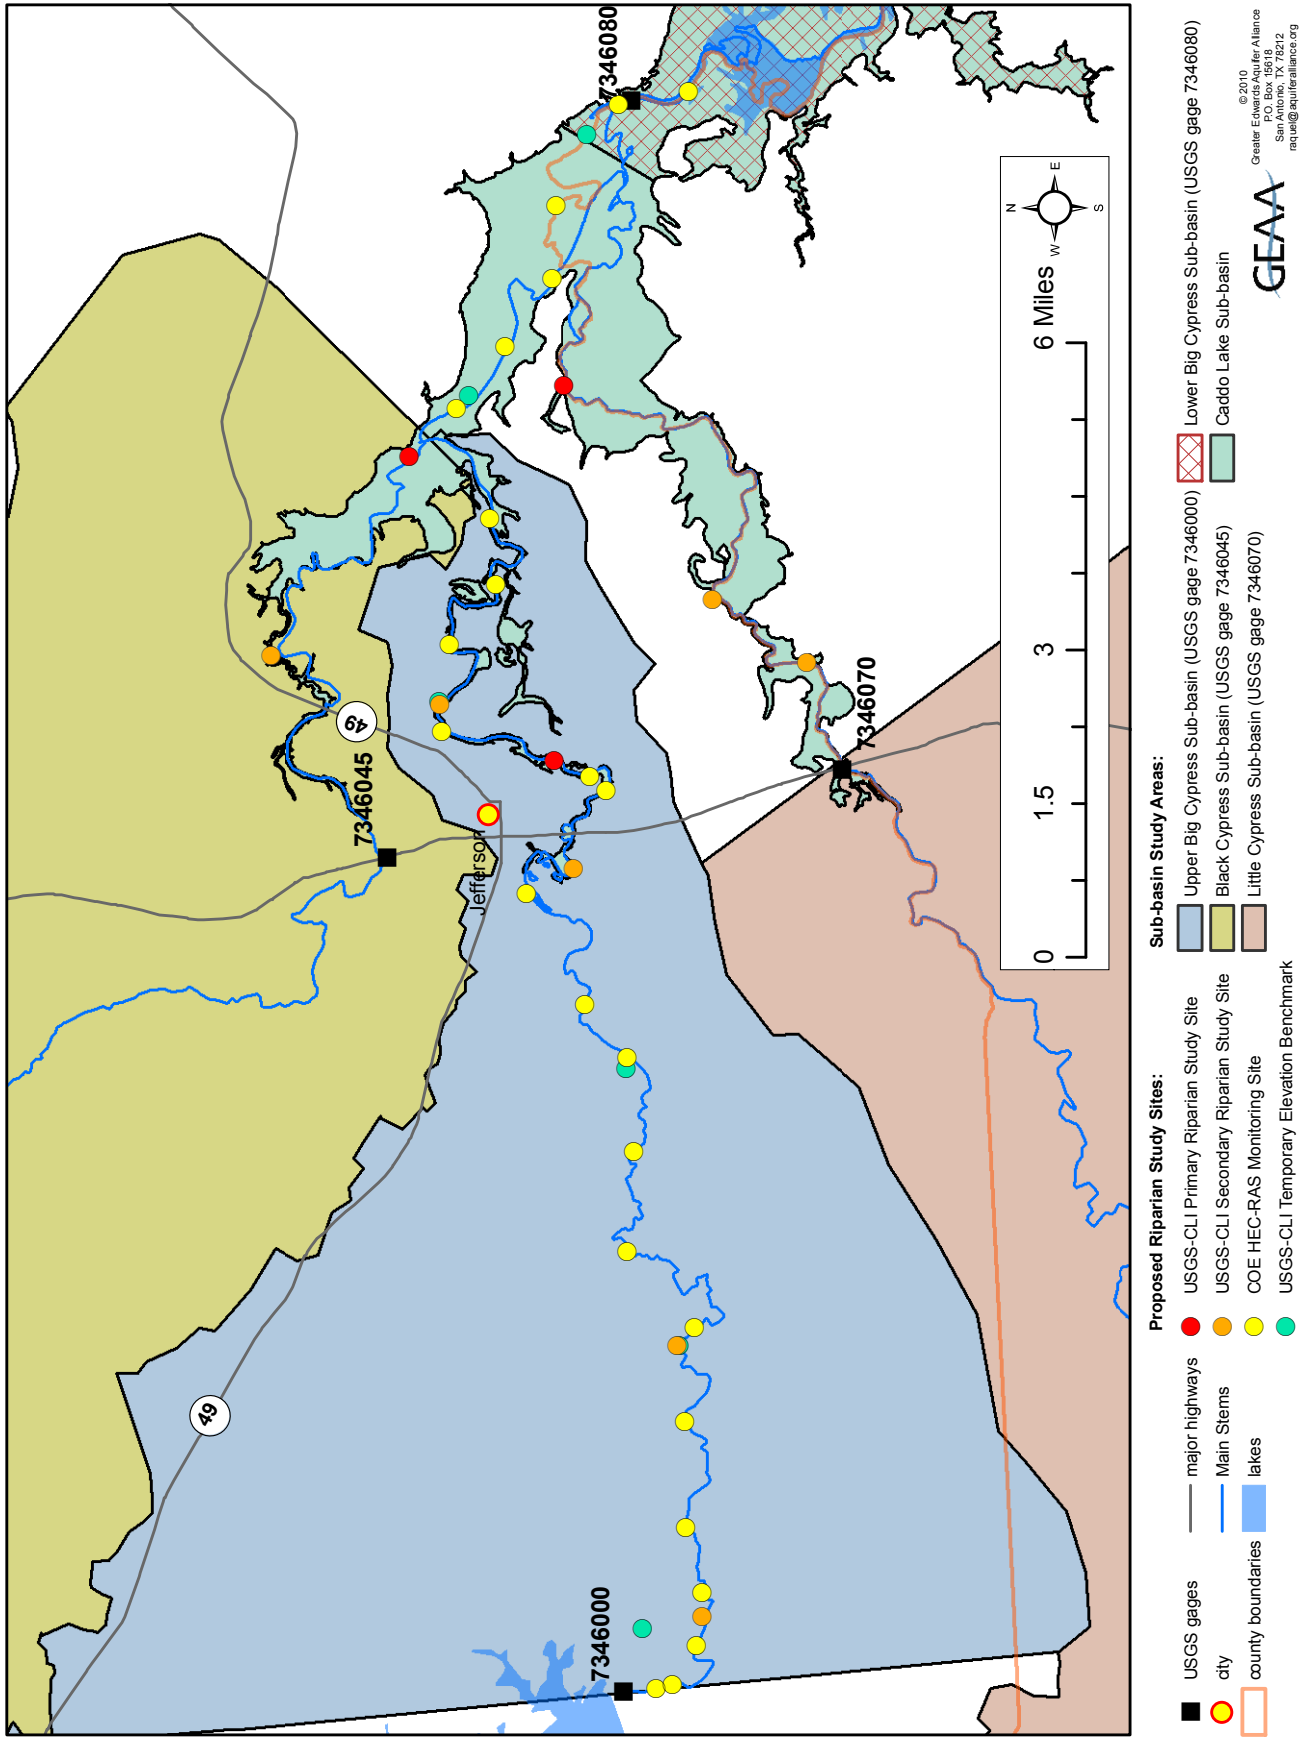 7346080
49
7346045
Jefferson
7346070
49
7346000
N
W
E
S
0
1.5
3
6 Miles
USGS gages
city
county boundaries
major highways
Main Stems
lakes
Proposed Riparian Study Sites:
USGS-CLI Primary Riparian Study Site
USGS-CLI Secondary Riparian Study Site
COE HEC-RAS Monitoring Site
USGS-CLI Temporary Elevation Benchmark
Sub-basin Study Areas:
Upper Big Cypress Sub-basin (USGS gage 7346000)
Black Cypress Sub-basin (USGS gage 7346045)
Little Cypress Sub-basin (USGS gage 7346070)
Lower Big Cypress Sub-basin (USGS gage 7346080)
Caddo Lake Sub-basin
GEAA
©2010
Greater Edwards Aquifer Alliance
P.O. Box 15618
San Antonio, TX 78212
raquel@aquiferalliance.org